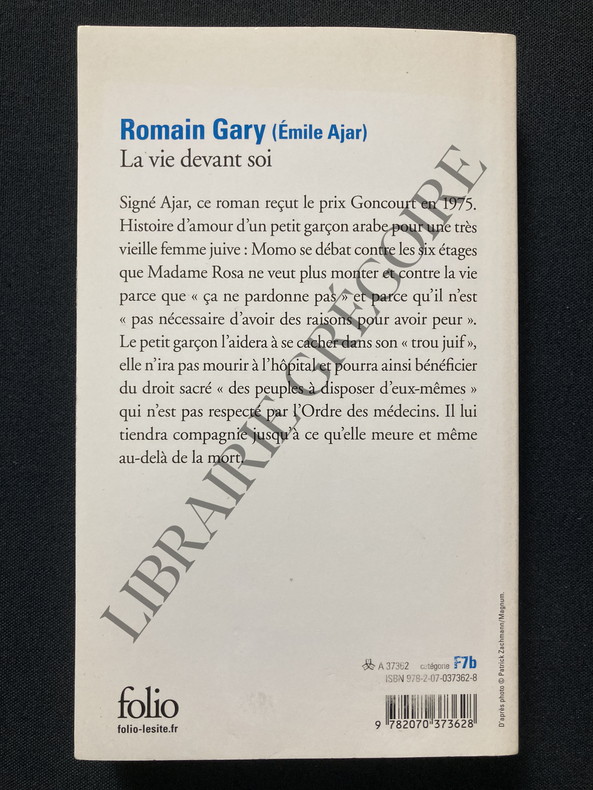 Romain Gary (Émile Ajar)
La vie devant soi
Signé Ajar, ce roman reçut le prix Goncourt en 1975.
Histoire d'amour d'un petit garçon arabe pour une très
vieille femme juive : Momo se débat contre les six étages
que Madame Rosa ne veut plus monter et contre la vie
parce que « ça ne pardonne pas » et parce qu'il n'est
« pas nécessaire d'avoir des raisons pour avoir peur ».
Le petit garçon l'aidera à se cacher dans son « trou juif »,
elle n'ira pas mourir à l'hôpital et pourra ainsi bénéficier
du droit sacré « des peuples à disposer d'eux-mêmes »
qui n'est pas respecté par l'Ordre des médecins. Il lui
tiendra compagnie jusqu'à ce qu'elle meure et même
au-delà de la mort.
LIBRAIRIE GRÉGOIRE
A 37362 catégorie F7b
ISBN 978-2-07-037362-8
folio
folio-lesite.fr
9 782070 373628
D'après photo © Patrick Zachmann/Magnum.